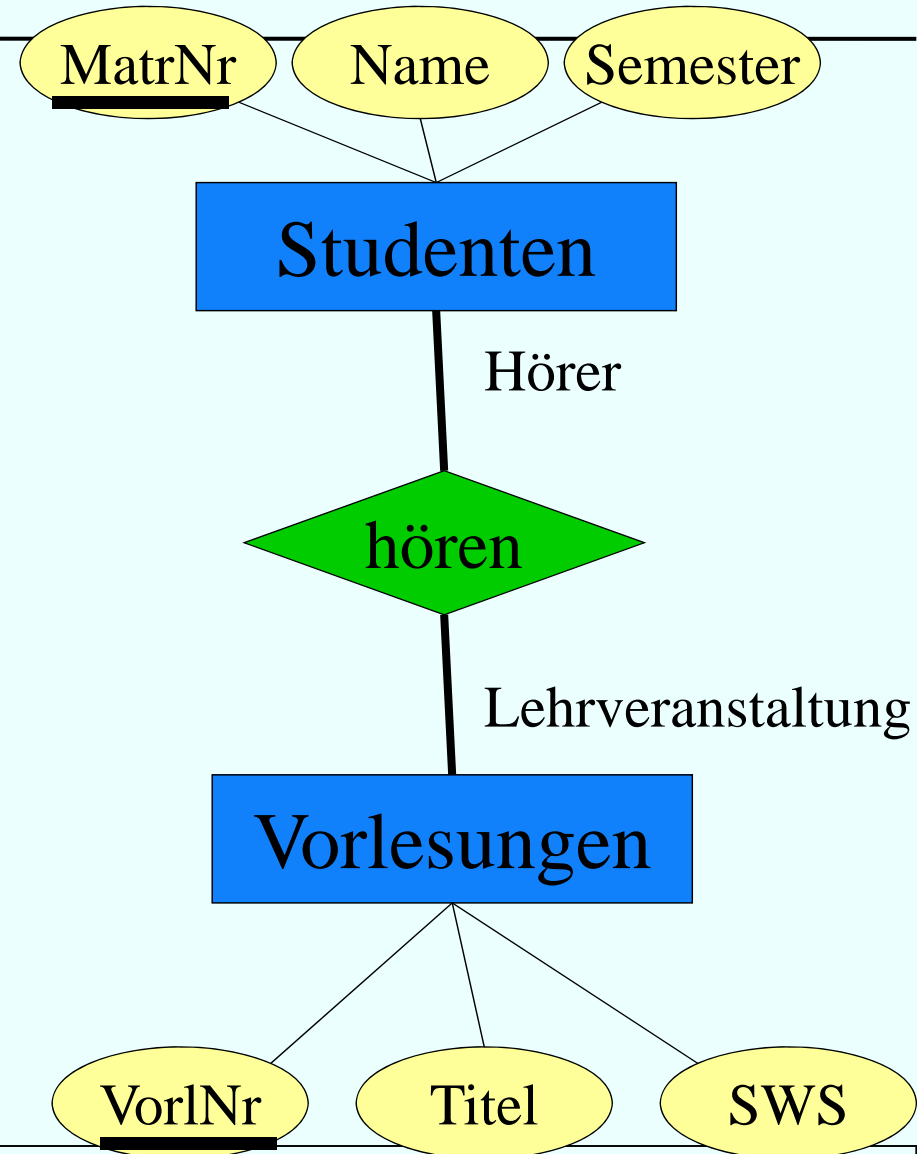 MatrNr Name Semester
Studenten
Hörer
hören
Lehrveranstaltung
Vorlesungen
VorlNr Titel SWS